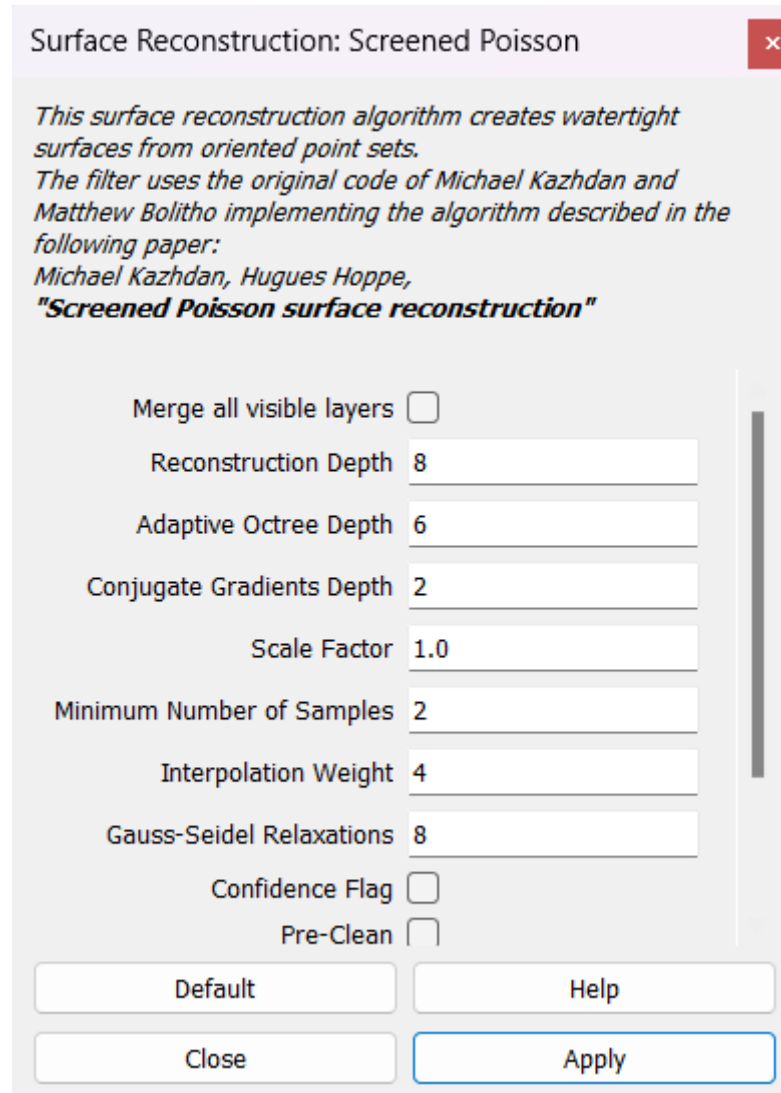 Surface Reconstruction: Screened Poisson
This surface reconstruction algorithm creates watertight
surfaces from oriented point sets.
The filter uses the original code of Michael Kazhdan and
Matthew Bolitho implementing the algorithm described in the
following paper:
Michael Kazhdan, Hugues Hoppe,
"Screened Poisson surface reconstruction"
Merge all visible layers
Reconstruction Depth 8
Adaptive Octree Depth 6
Conjugate Gradients Depth 2
Scale Factor 1.0
Minimum Number of Samples 2
Interpolation Weight 4
Gauss-Seidel Relaxations 8
Confidence Flag
Pre-Clean
Default Help
Close Apply